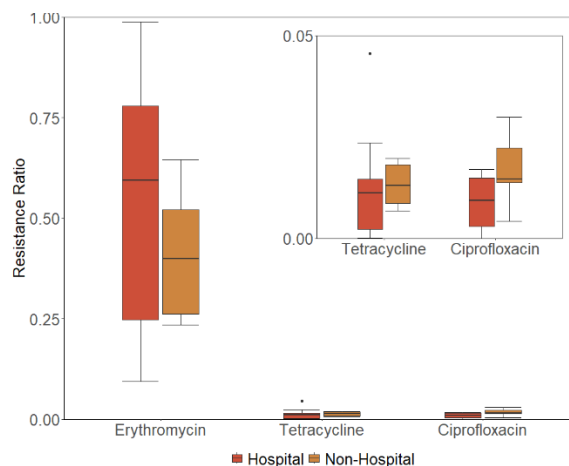 1.00
0.75
0.50
0.25
0.00
Resistance Ratio
0.05
0.00
Tetracycline Ciprofloxacin
Erythromycin Tetracycline Ciprofloxacin
Hospital Non-Hospital